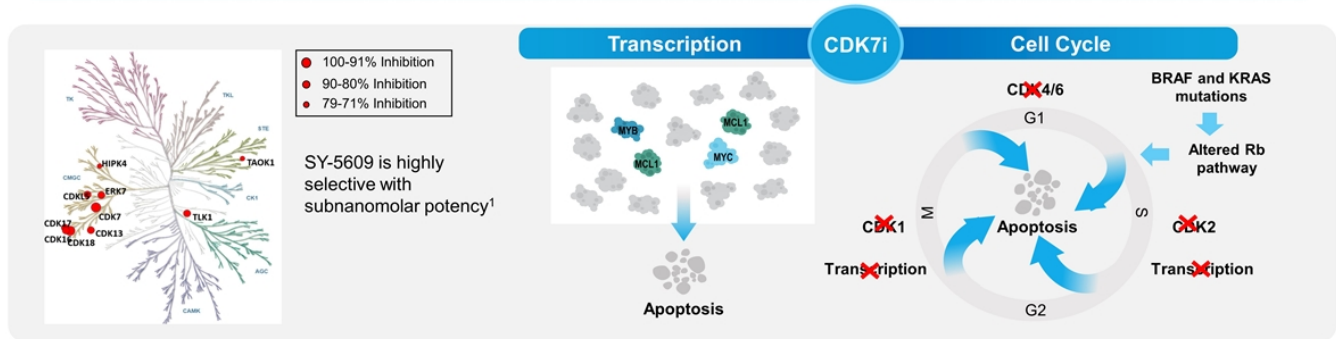 TK
TKL
STE
HIPK4
TAOK1
CMGC
CK1
ERK7
CDK7
TLK1
CDK17
CDK13
CDK16
CDK18
AGC
CAMK
100-91% Inhibition
90-80% Inhibition
79-71% Inhibition
SY-5609 is highly
selective with
subnanomolar potency1
Transcription
CDK7i
Cell Cycle
MYB
MCL1
MCL1
MYC
Apoptosis
CDK4/6
G1
BRAF and KRAS
mutations
Altered Rb
pathway
M
S
Apoptosis
CDK1
CDK2
Transcription
Transcription
G2